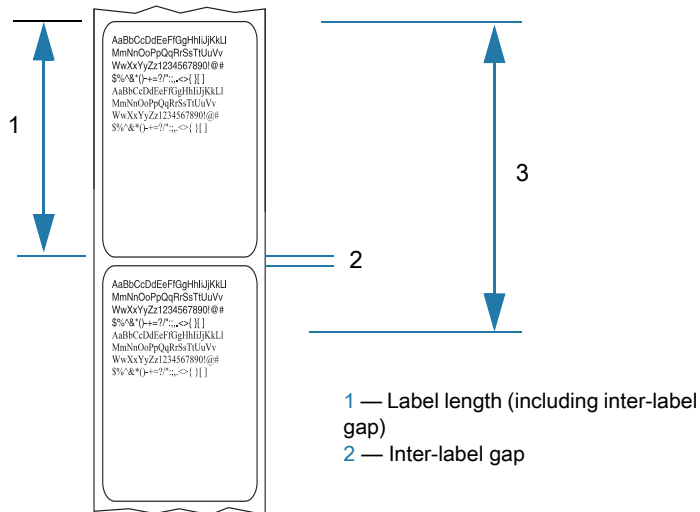 AaBbCcDdEeFfGgHhIiJjKkLl
MmNnOoPpQqRrSsTtUuVv
WwXxYyZz1234567890!@#
$%^&*()-+=?/":;,.<>{ }[ ]
AaBbCcDdEeFfGgHhIiJjKkLl
MmNnOoPpQqRrSsTtUuVv
WwXxYyZz1234567890!@#
$%^&*()-+=?/":;,.<>{ }[ ]
1
3
2
AaBbCcDdEeFfGgHhIiJjKkLl
MmNnOoPpQqRrSsTtUuVv
WwXxYyZz1234567890!@#
$%^&*()-+=?/":;,.<>{ }[ ]
AaBbCcDdEeFfGgHhIiJjKkLl
MmNnOoPpQqRrSsTtUuVv
WwXxYyZz1234567890!@#
$%^&*()-+=?/":;,.<>{ }[ ]
1 — Label length (including inter-label
gap)
2 — Inter-label gap